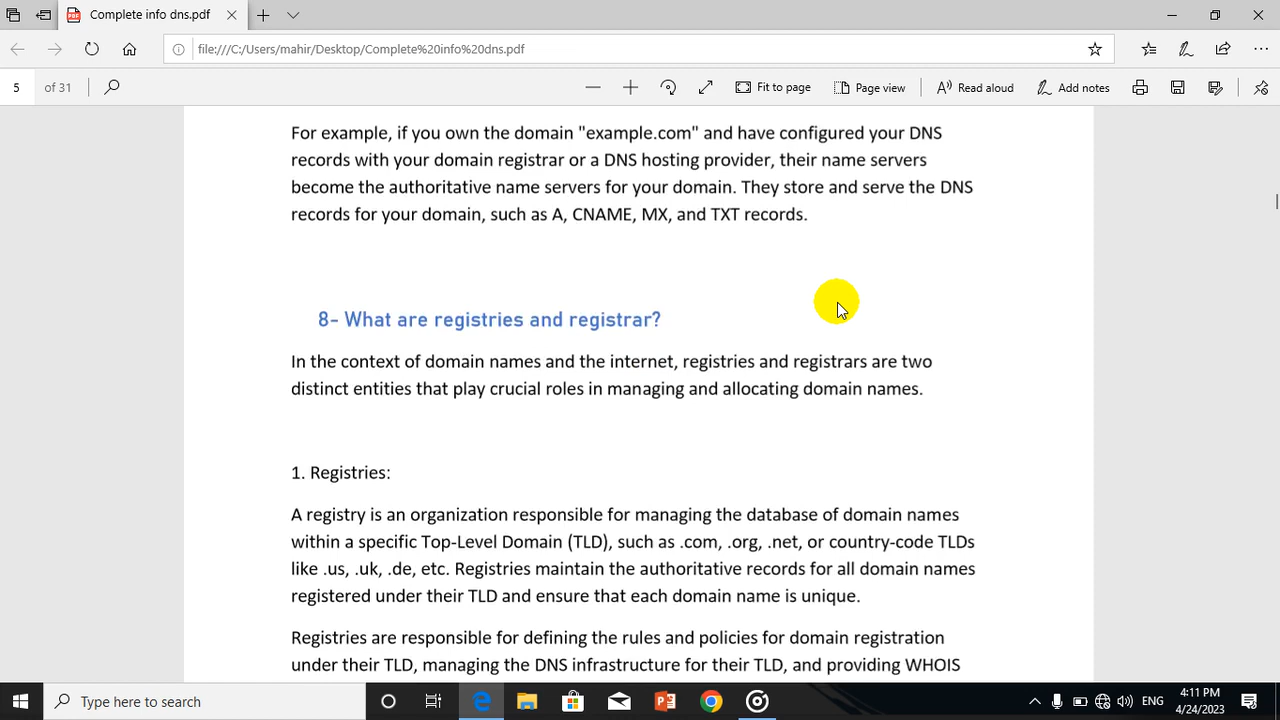 Complete info dns.pdf
file:///C:/Users/mahir/Desktop/Complete%20info%20dns.pdf
5 of 31
Fit to page
Page view
Read aloud
Add notes
For example, if you own the domain "example.com" and have configured your DNS
records with your domain registrar or a DNS hosting provider, their name servers
become the authoritative name servers for your domain. They store and serve the DNS
records for your domain, such as A, CNAME, MX, and TXT records.
8- What are registries and registrar?
In the context of domain names and the internet, registries and registrars are two
distinct entities that play crucial roles in managing and allocating domain names.
1. Registries:
A registry is an organization responsible for managing the database of domain names
within a specific Top-Level Domain (TLD), such as .com, .org, .net, or country-code TLDs
like .us, .uk, .de, etc. Registries maintain the authoritative records for all domain names
registered under their TLD and ensure that each domain name is unique.
Registries are responsible for defining the rules and policies for domain registration
under their TLD, managing the DNS infrastructure for their TLD, and providing WHOIS
Type here to search
ENG
4:11 PM
4/24/2023